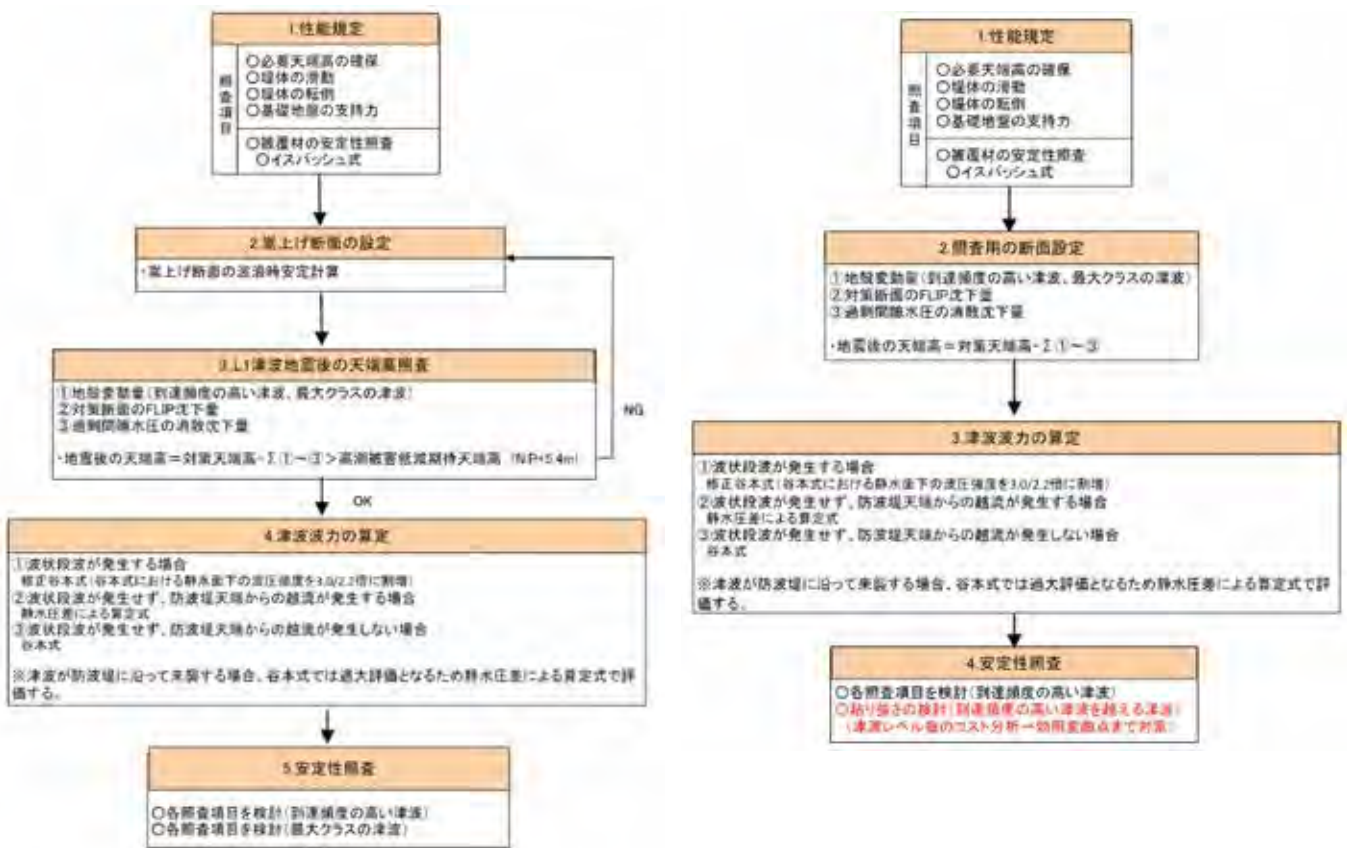 1.性能規定
照査項目
○必要天端高の確保
○堤体の滑動
○堤体の転倒
○基礎地盤の支持力
○被覆材の安定性照査
○イスバッシュ式
2.嵩上げ断面の設定
・嵩上げ断面の波浪時安定計算
3.L1津波地震後の天端高照査
①地殻変動量(到達頻度の高い津波、最大クラスの津波)
②対策断面のFLIP沈下量
③過剰間隙水圧の消散沈下量
・地震後の天端高=対策天端高-Σ①~③>高潮被害低減期待天端高 (N.P+5.4m)
NG
OK
4.津波波力の算定
①波状段波が発生する場合
修正谷本式(谷本式における静水面下の波圧強度を3.0/2.2倍に割増)
②波状段波が発生せず、防波堤天端からの越流が発生する場合
静水圧差による算定式
③波状段波が発生せず、防波堤天端からの越流が発生しない場合
谷本式
※津波が防波堤に沿って来襲する場合、谷本式では過大評価となるため静水圧差による算定式で評
価する。
5.安定性照査
○各照査項目を検討(到達頻度の高い津波)
○各照査項目を検討(最大クラスの津波)
1.性能規定
照査項目
○必要天端高の確保
○堤体の滑動
○堤体の転倒
○基礎地盤の支持力
○被覆材の安定性照査
○イスバッシュ式
2.照査用の断面設定
①地殻変動量(到達頻度の高い津波、最大クラスの津波)
②対策断面のFLIP沈下量
③過剰間隙水圧の消散沈下量
・地震後の天端高=対策天端高-Σ①~③
3.津波波力の算定
①波状段波が発生する場合
修正谷本式(谷本式における静水面下の波圧強度を3.0/2.2倍に割増)
②波状段波が発生せず、防波堤天端からの越流が発生する場合
静水圧差による算定式
③波状段波が発生せず、防波堤天端からの越流が発生しない場合
谷本式
※津波が防波堤に沿って来襲する場合、谷本式では過大評価となるため静水圧差による算定式で評
価する。
4.安定性照査
○各照査項目を検討(到達頻度の高い津波)
○粘り強さの検討(到達頻度の高い津波を越える津波)
(津波レベル毎のコスト分析→効果変曲点まで対策)